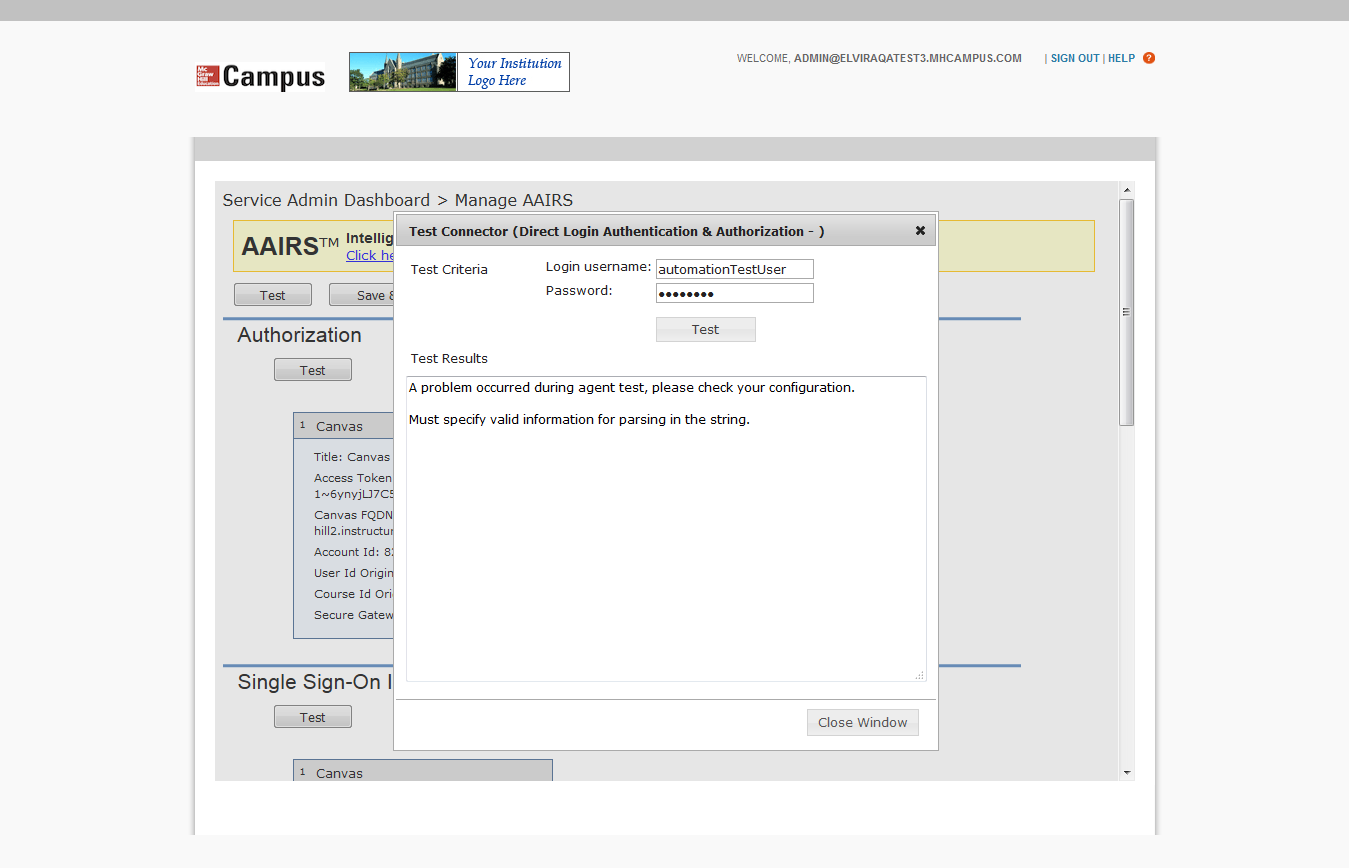 Mc Graw Hill Education
Campus
Your Institution
Logo Here
WELCOME, ADMIN@ELVIRAQATEST3.MHCAMPUS.COM | SIGN OUT | HELP ?
Service Admin Dashboard > Manage AAIRS
AAIRS™
Intellig
Click he
Test
Save &
Authorization
Test
1 Canvas
Title: Canvas
Access Token
1~6ynyjLJ7C5
Canvas FQDN
hill2.instructur
Account Id: 82
User Id Origin
Course Id Ori
Secure Gatew
Single Sign-On I
Test
1 Canvas
Test Connector (Direct Login Authentication & Authorization - )
Test Criteria
Login username: automationTestUser
Password: ••••••••
Test
Test Results
A problem occurred during agent test, please check your configuration.
Must specify valid information for parsing in the string.
Close Window